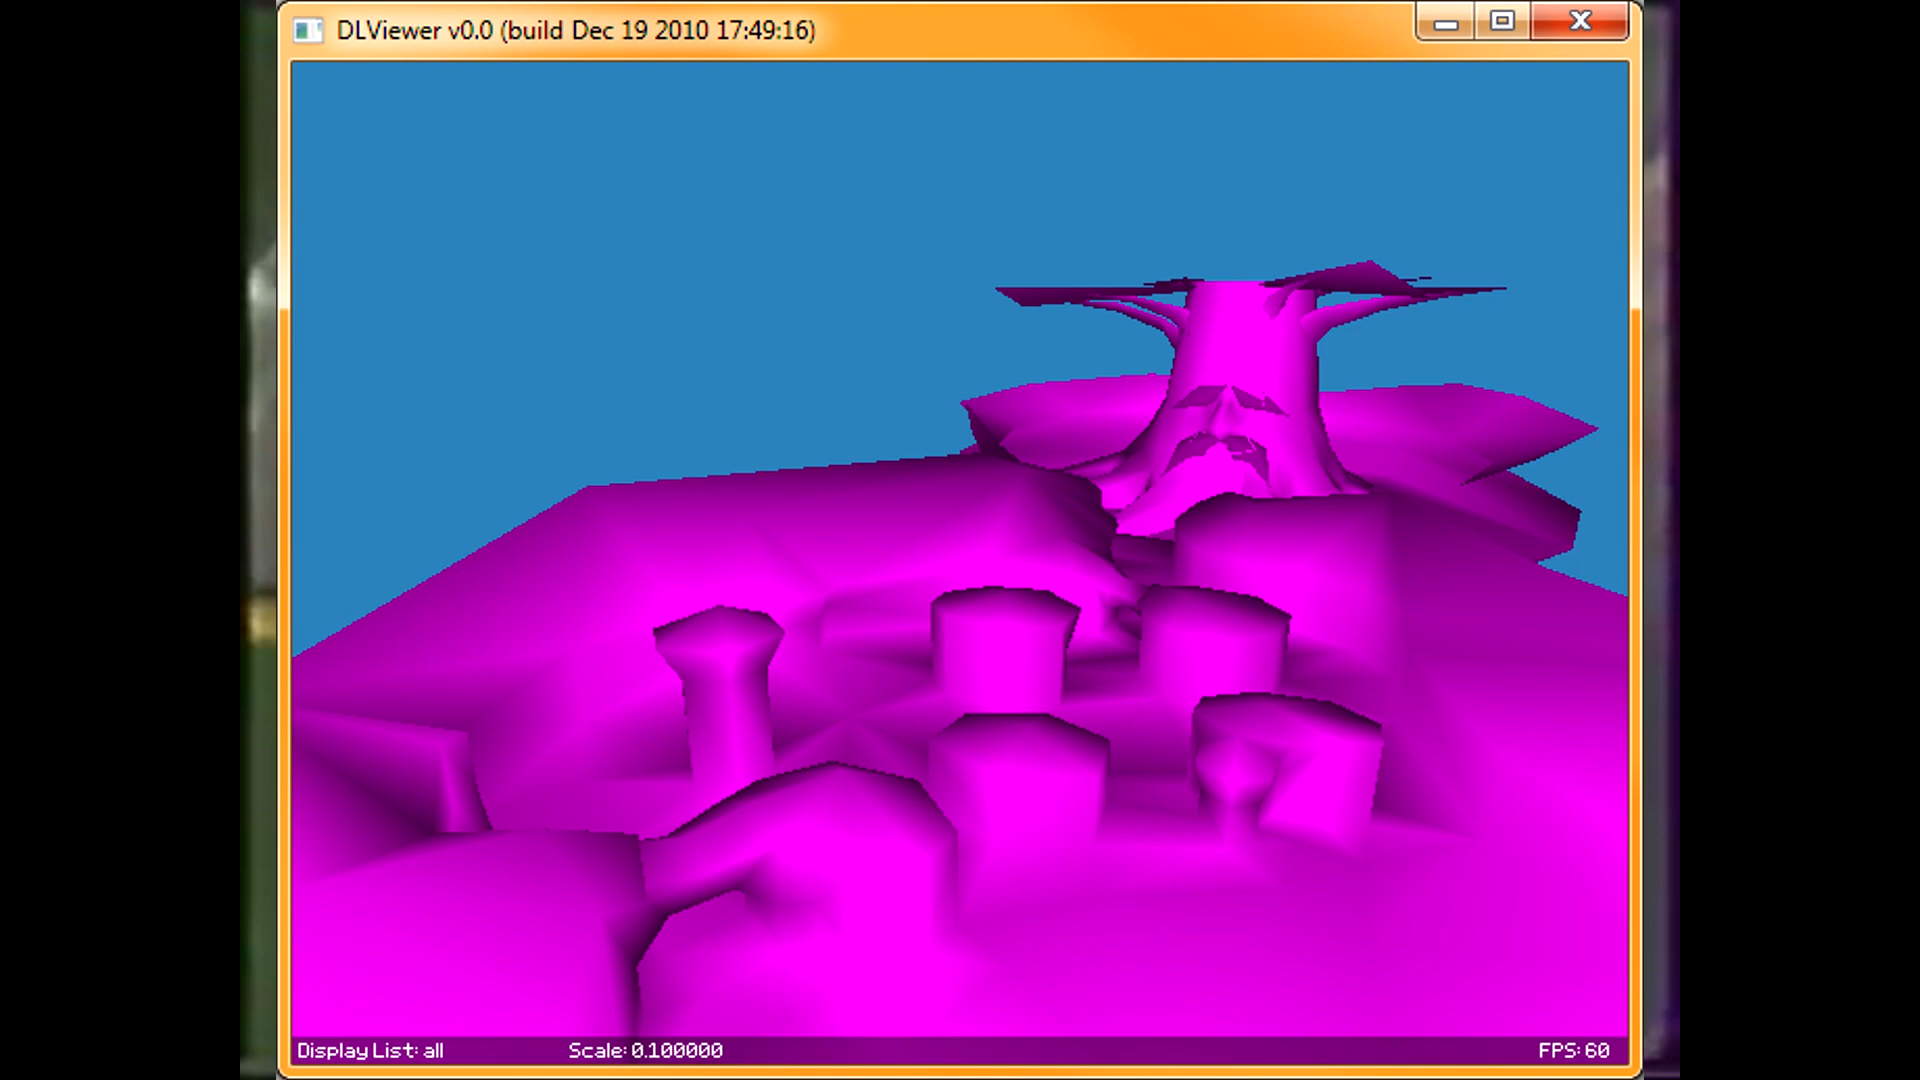 DLViewer v0.0 (build Dec 19 2010 17:49:16)
Display List: all Scale: 0.100000 FPS: 60